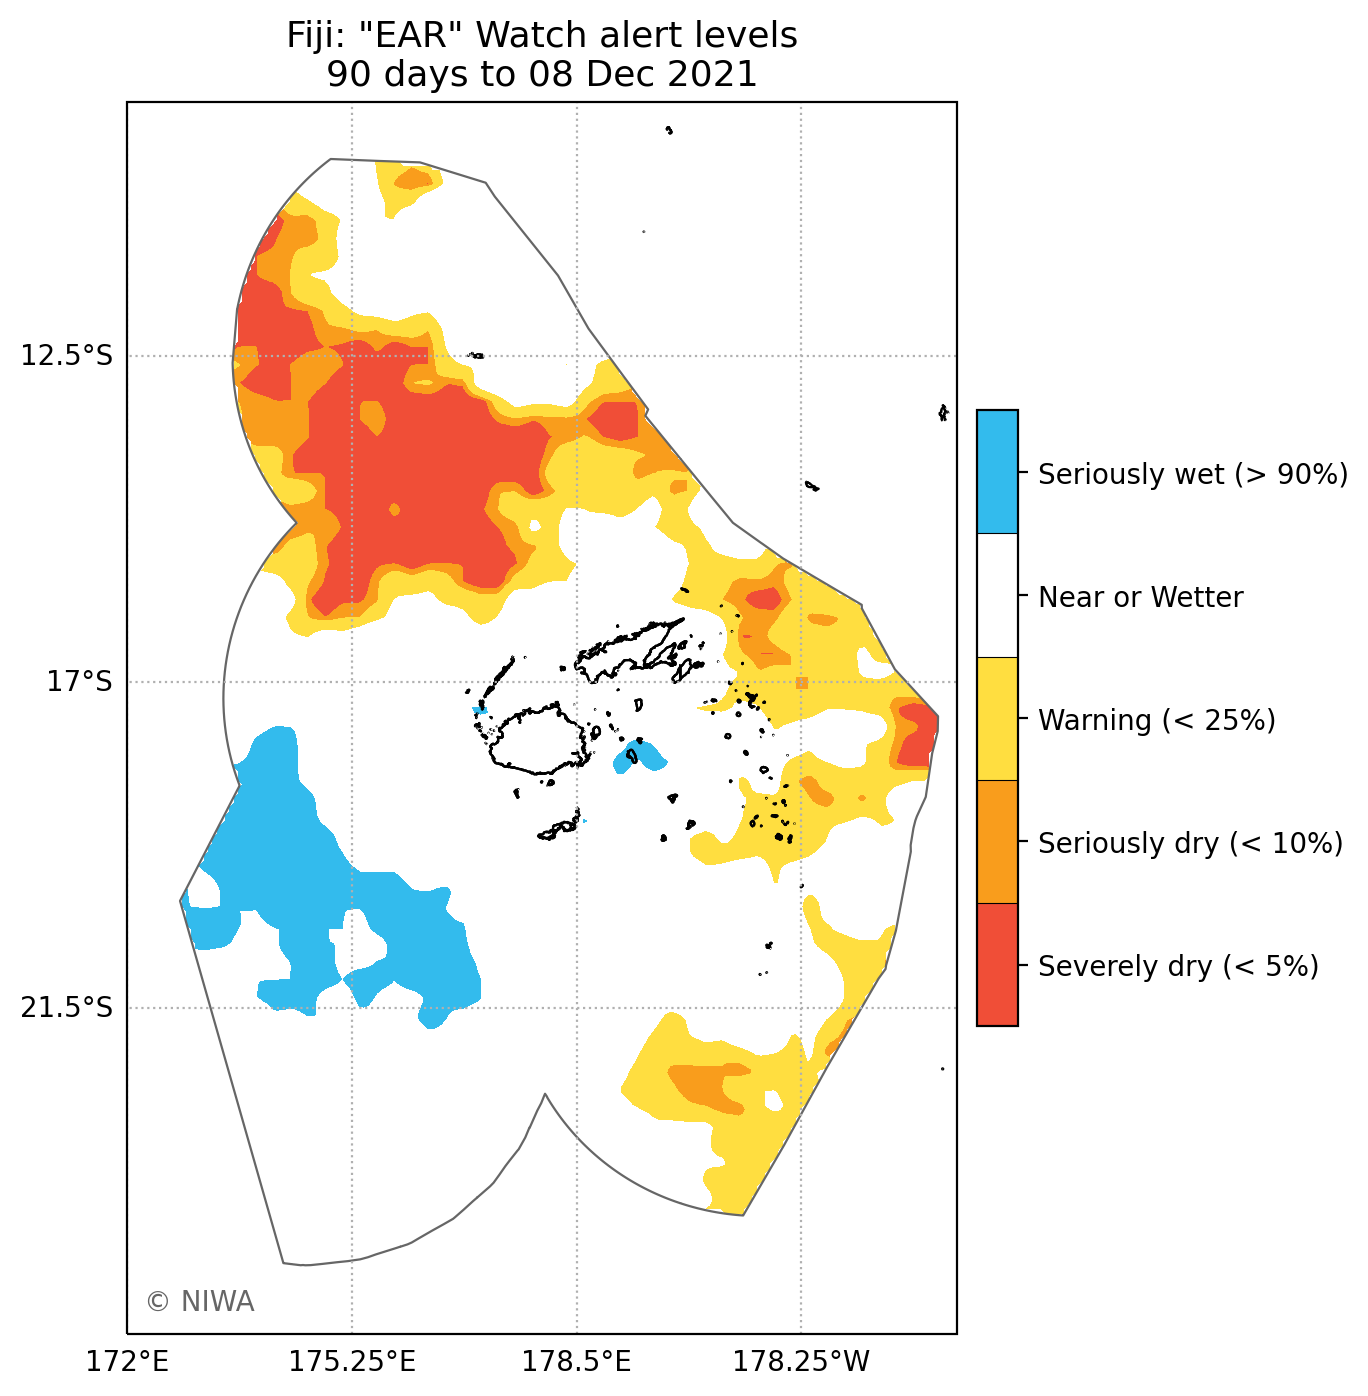 Fiji: "EAR" Watch alert levels
90 days to 08 Dec 2021
12.5°S
17°S
21.5°S
172°E
175.25°E
178.5°E
178.25°W
© NIWA
Seriously wet (> 90%)
Near or Wetter
Warning (< 25%)
Seriously dry (< 10%)
Severely dry (< 5%)